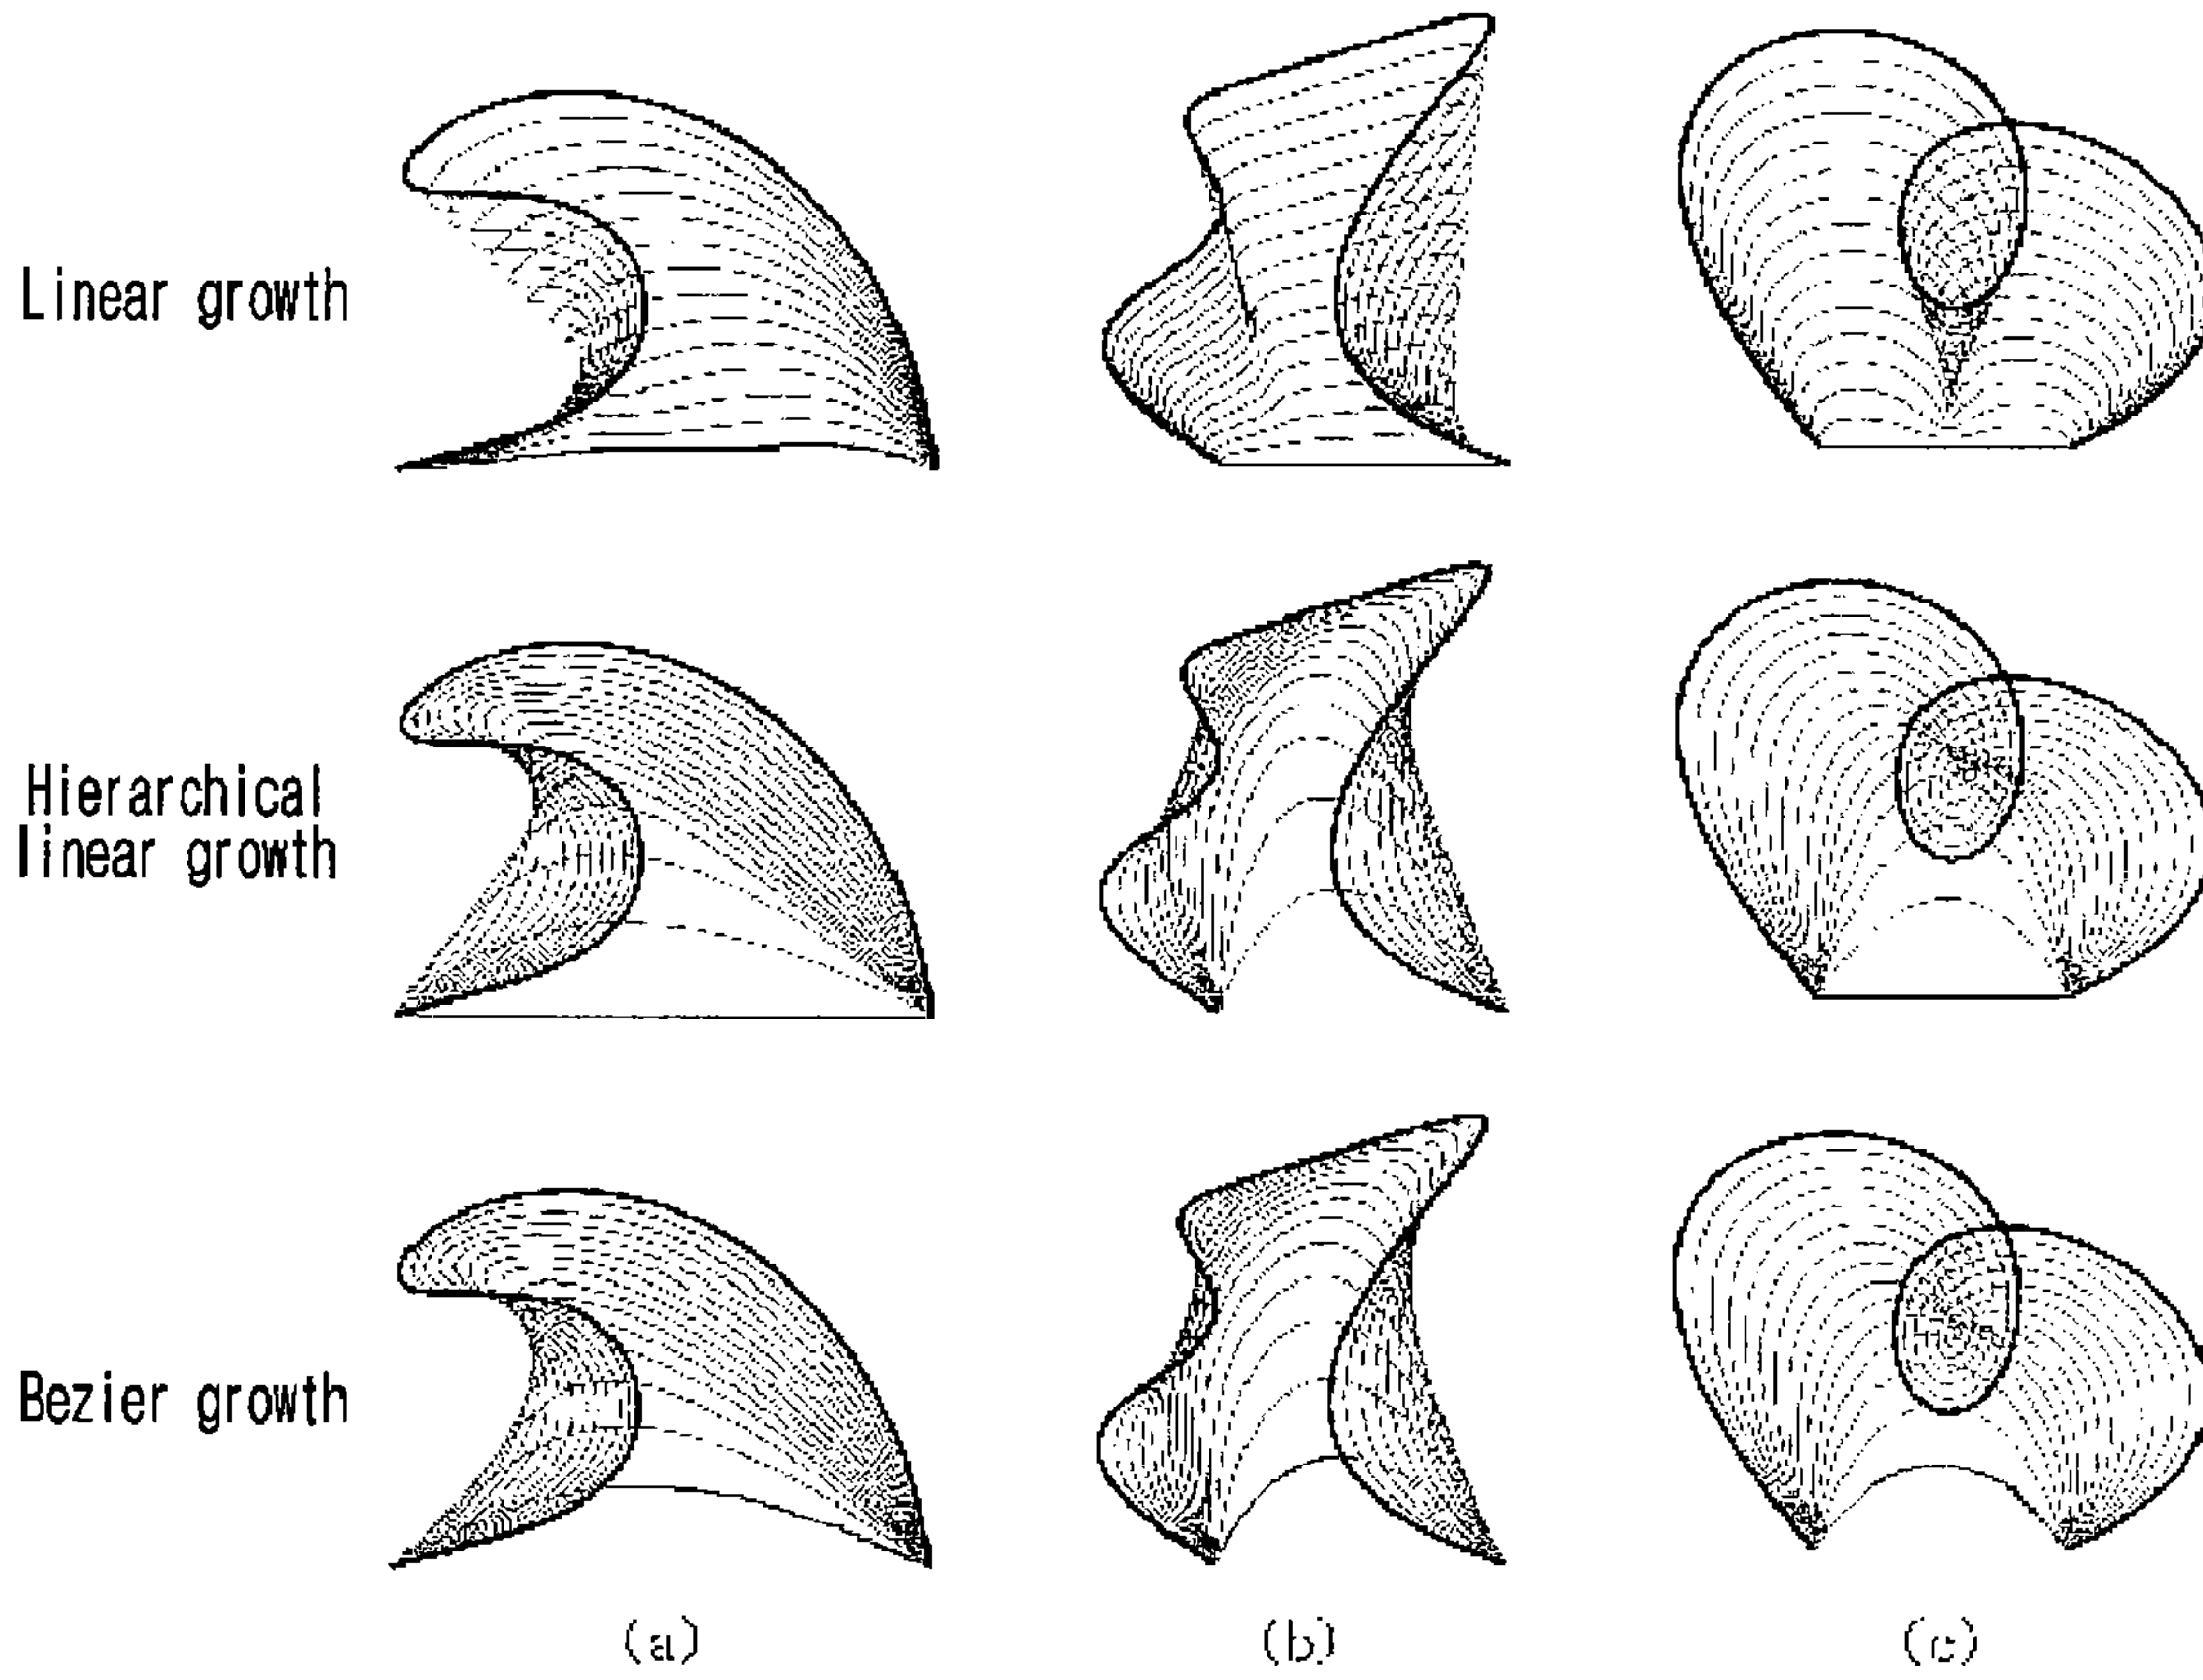 Linear growth
Hierarchical
linear growth
Bezier growth
(a)
(b)
(c)